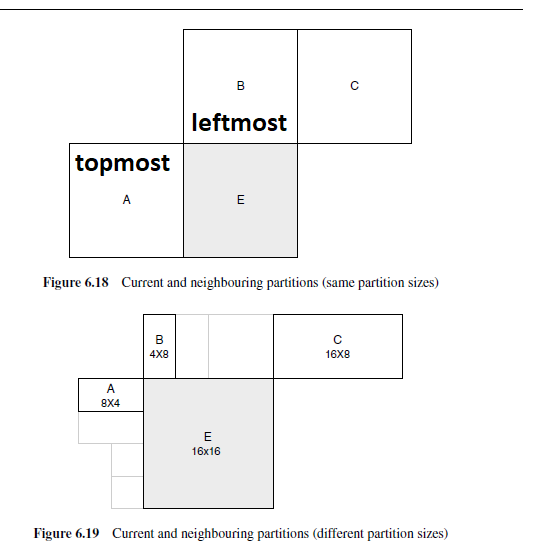 B
C
leftmost
topmost
A
E
Figure 6.18 Current and neighbouring partitions (same partition sizes)
B
4X8
C
16X8
A
8X4
E
16x16
Figure 6.19 Current and neighbouring partitions (different partition sizes)